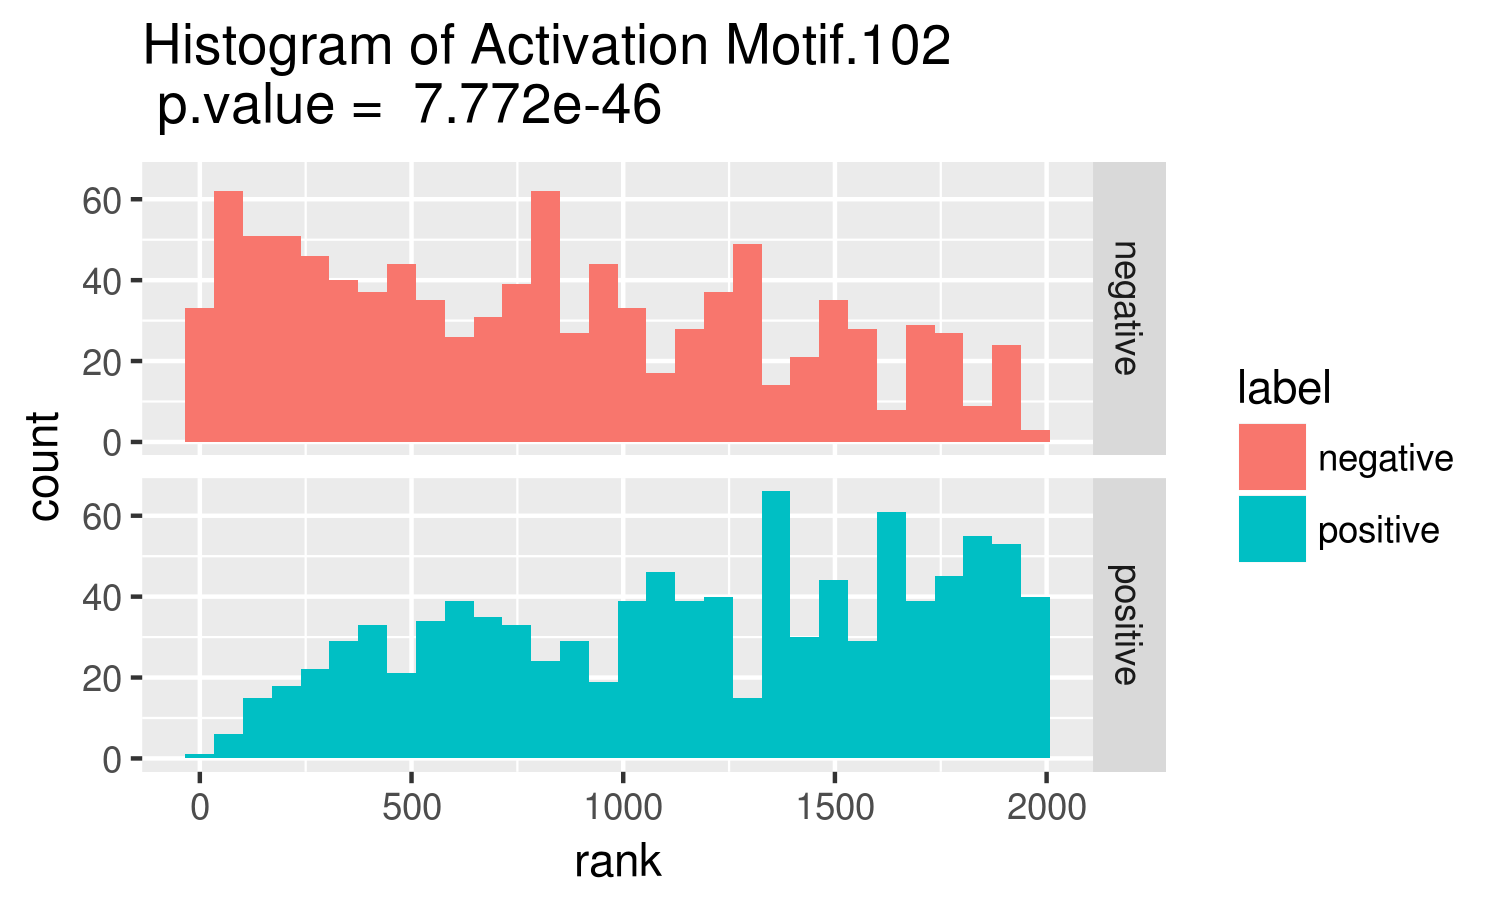 Histogram of Activation Motif.102
p.value = 7.772e-46
60
40
20
0
negative
60
40
20
0
positive
count
0 500 1000 1500 2000
rank
label
negative
positive